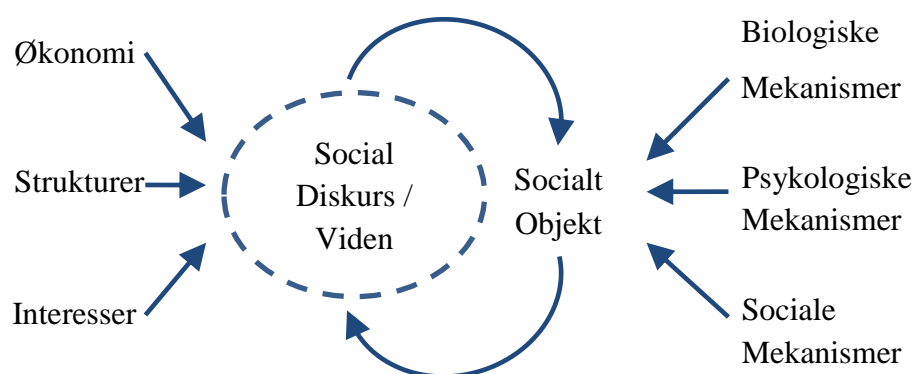 Økonomi
Strukturer
Interesser
Social
Diskurs /
Viden
Socialt
Objekt
Biologiske
Mekanismer
Psykologiske
Mekanismer
Sociale
Mekanismer